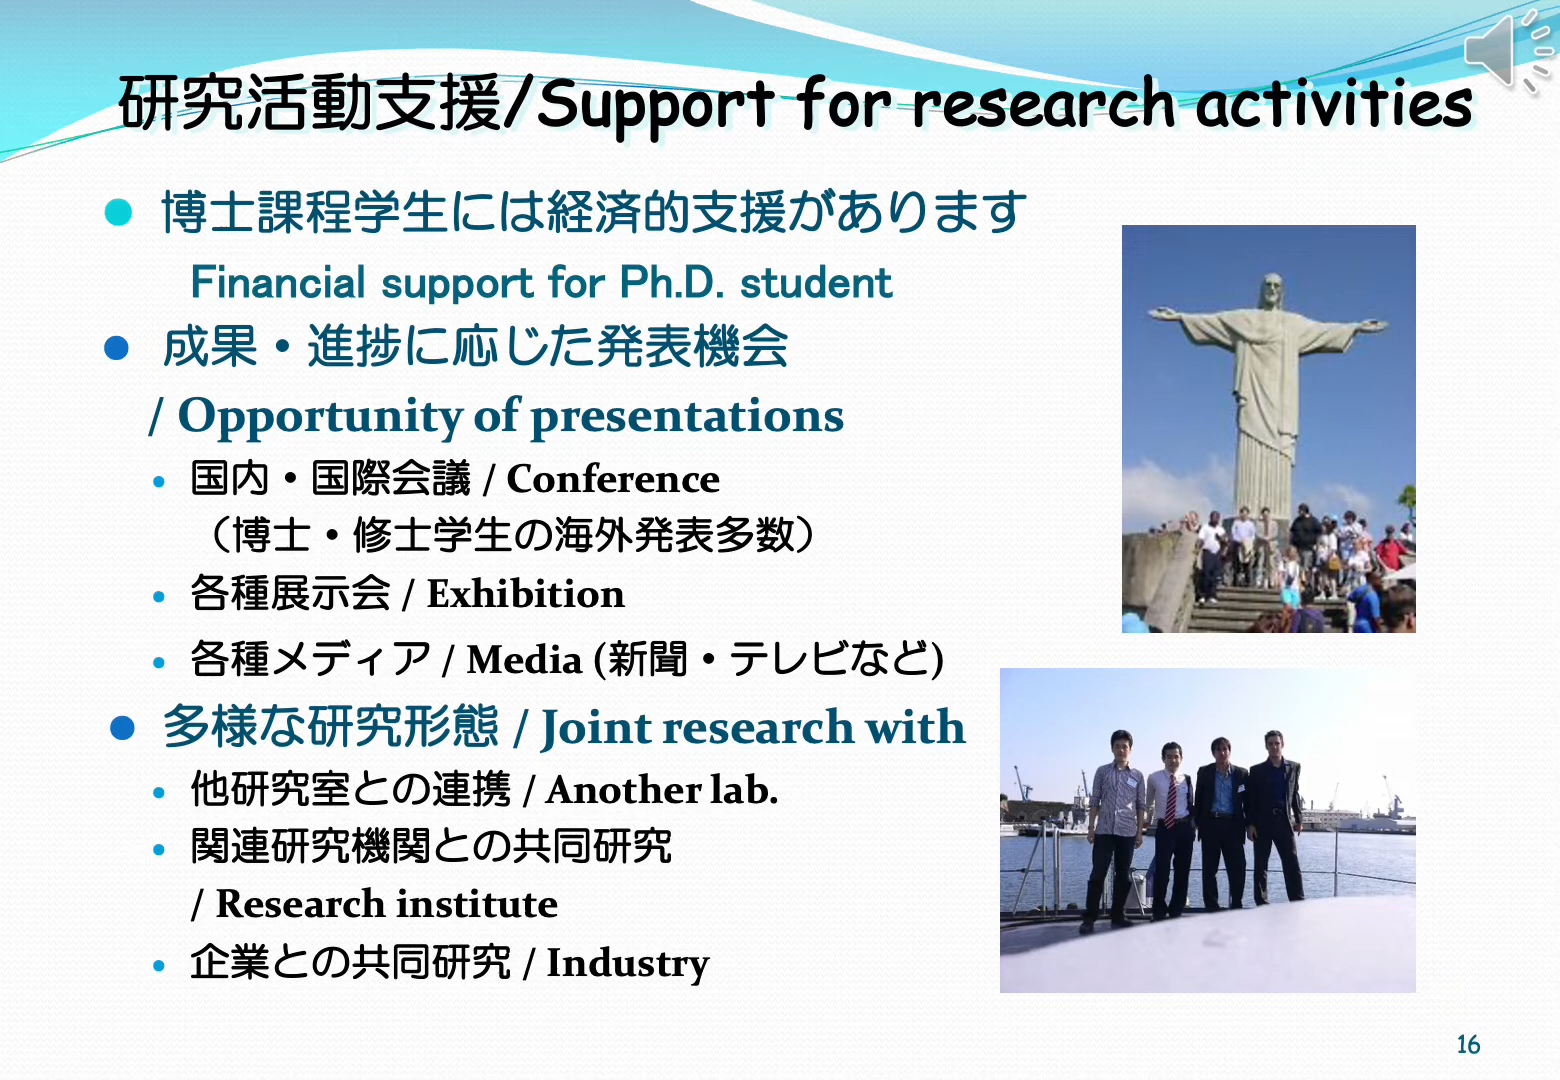 研究活動支援/Support for research activities
博士課程学生には経済的支援があります
Financial support for Ph.D. student
成果・進捗に応じた発表機会
/ Opportunity of presentations
国内・国際会議 / Conference
（博士・修士学生の海外発表多数）
各種展示会 / Exhibition
各種メディア / Media (新聞・テレビなど)
多様な研究形態 / Joint research with
他研究室との連携 / Another lab.
関連研究機関との共同研究
/ Research institute
企業との共同研究 / Industry
16